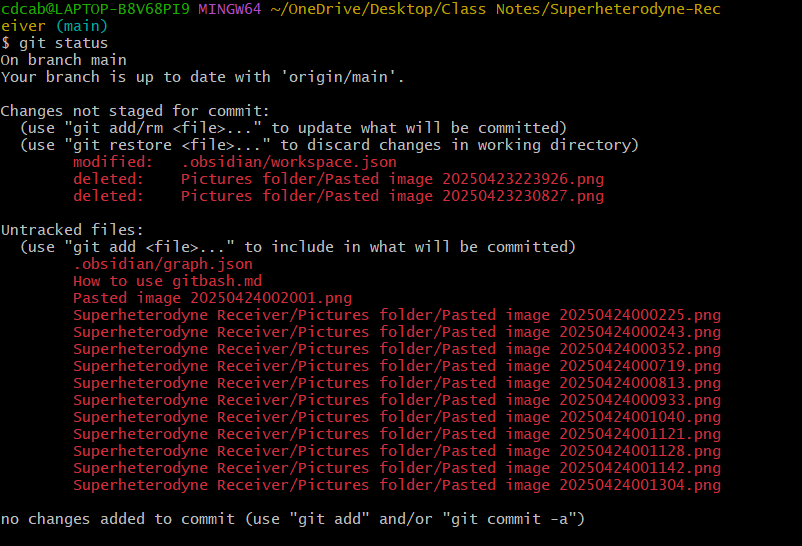 cdcab@LAPTOP-B8V68PI9 MINGW64 ~/OneDrive/Desktop/Class Notes/Superheterodyne-Rec
eiver (main)
$ git status
On branch main
Your branch is up to date with 'origin/main'.

Changes not staged for commit:
  (use "git add/rm <file>..." to update what will be committed)
  (use "git restore <file>..." to discard changes in working directory)
        modified:   .obsidian/workspace.json
        deleted:    Pictures folder/Pasted image 20250423223926.png
        deleted:    Pictures folder/Pasted image 20250423230827.png

Untracked files:
  (use "git add <file>..." to include in what will be committed)
        .obsidian/graph.json
        How to use gitbash.md
        Pasted image 20250424002001.png
        Superheterodyne Receiver/Pictures folder/Pasted image 20250424000225.png
        Superheterodyne Receiver/Pictures folder/Pasted image 20250424000243.png
        Superheterodyne Receiver/Pictures folder/Pasted image 20250424000352.png
        Superheterodyne Receiver/Pictures folder/Pasted image 20250424000719.png
        Superheterodyne Receiver/Pictures folder/Pasted image 20250424000813.png
        Superheterodyne Receiver/Pictures folder/Pasted image 20250424000933.png
        Superheterodyne Receiver/Pictures folder/Pasted image 20250424001040.png
        Superheterodyne Receiver/Pictures folder/Pasted image 20250424001121.png
        Superheterodyne Receiver/Pictures folder/Pasted image 20250424001128.png
        Superheterodyne Receiver/Pictures folder/Pasted image 20250424001142.png
        Superheterodyne Receiver/Pictures folder/Pasted image 20250424001304.png

no changes added to commit (use "git add" and/or "git commit -a")